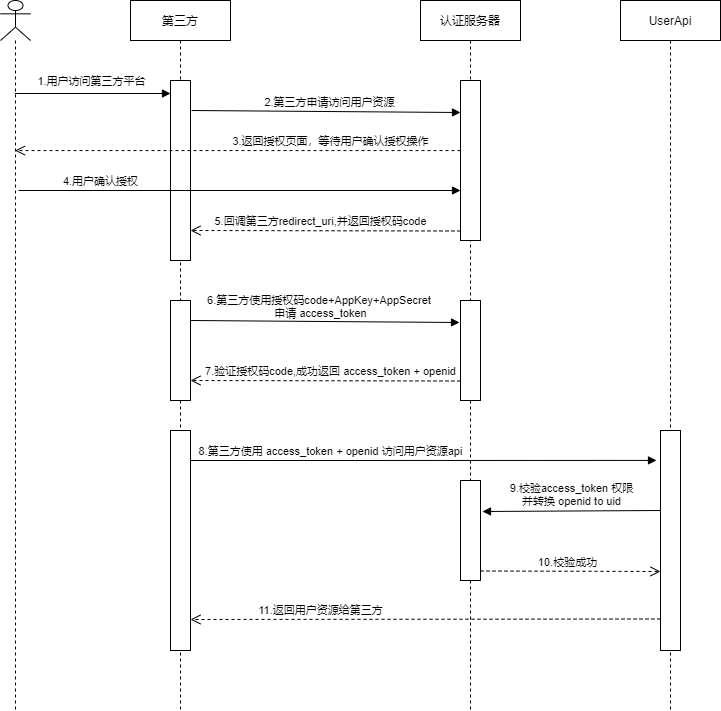 第三方
认证服务器
UserApi
1.用户访问第三方平台
2.第三方申请访问用户资源
3.返回授权页面，等待用户确认授权操作
4.用户确认授权
5.回调第三方redirect_uri,并返回授权码code
6.第三方使用授权码code+AppKey+AppSecret
申请 access_token
7.验证授权码code,成功返回 access_token + openid
8.第三方使用 access_token + openid 访问用户资源api
9.校验access_token 权限
并转换 openid to uid
10.校验成功
11.返回用户资源给第三方